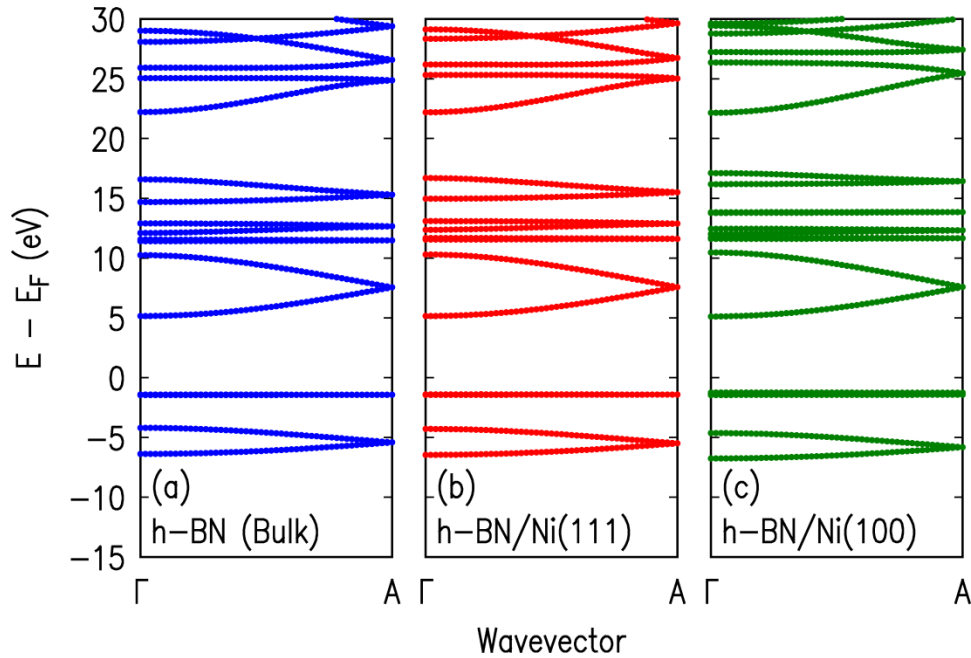 E − E_F (eV)
30
25
20
15
10
5
0
−5
−10
−15
(a)
h−BN (Bulk)
(b)
h−BN/Ni(111)
(c)
h−BN/Ni(100)
Γ A Γ A Γ A
Wavevector